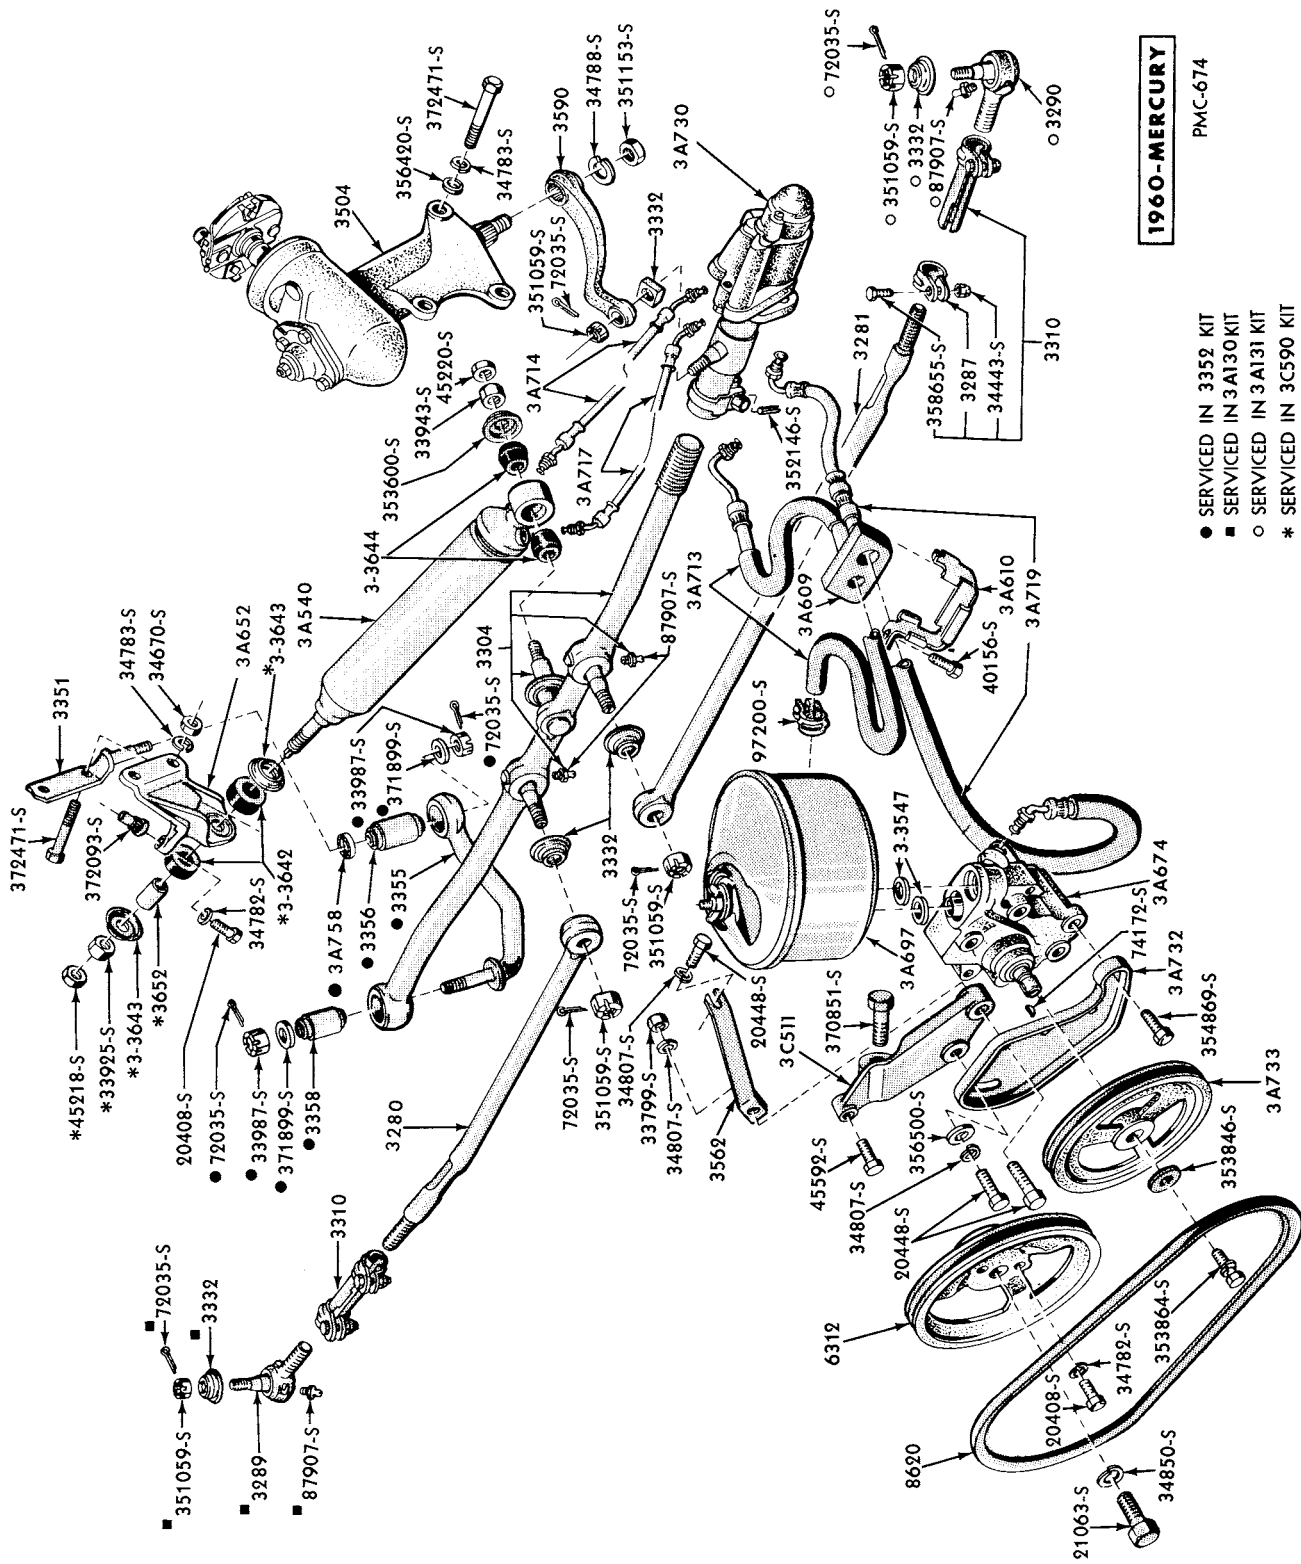 372471-S
356420-S
3504
34783-S
3590
34788-S
351153-S
3A730
351059-S
72035-S
3332
○ 72035-S
○ 351059-S
○ 3332
○ 87907-S
○ 3290
1960-MERCURY
PMC-674
45220-S
33943-S
353600-S
3A714
3A717
3-3644
3A540
352146-S
3281
358655-S
3287
34443-S
3310
● SERVICED IN 3352 KIT
■ SERVICED IN 3A130 KIT
○ SERVICED IN 3A131 KIT
* SERVICED IN 3C590 KIT
34783-S
34670-S
3A652
*3-3643
3351
372471-S
372093-S
*3-3642
34782-S
*3652
*3-3643
*33925-S
*45218-S
20408-S
● 72035-S
● 33987-S
● 371899-S
● 3358
3304
● 72035-S
● 33987-S
● 371899-S
● 3A758
● 3356
● 3355
87907-S
3A713
3A609
3A610
3A719
40156-S
97200-S
3332
72035-S
351059-S
3-3547
3A674
74172-S
3A732
354869-S
3A733
353846-S
3A697
20448-S
370851-S
3C511
3280
72035-S
351059-S
34807-S
33799-S
34807-S
3562
45592-S
356500-S
34807-S
20448-S
6312
353864-S
34782-S
20408-S
8620
34850-S
21063-S
3310
■ 72035-S
■ 3332
■ 351059-S
■ 3289
■ 87907-S